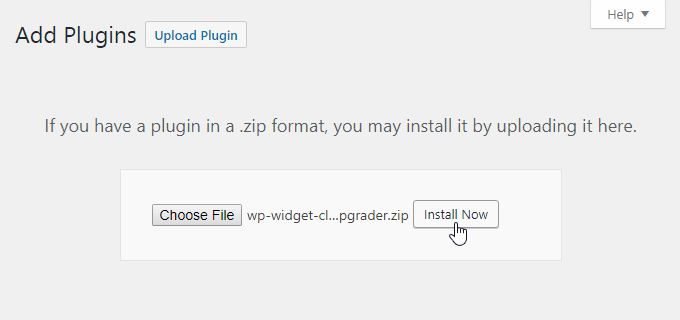 Help
Add Plugins Upload Plugin
If you have a plugin in a .zip format, you may install it by uploading it here.
Choose File wp-widget-cl...pgrader.zip Install Now